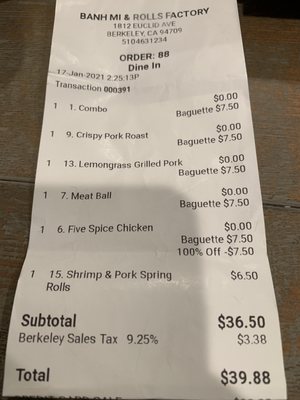 BANH MI & ROLLS FACTORY
1812 EUCLID AVE
BERKELEY, CA 94709
5104631234
ORDER: 88
Dine In
17-Jan-2021 2:25:13P
Transaction 000391
1 1. Combo $0.00
Baguette $7.50
1 9. Crispy Pork Roast $0.00
Baguette $7.50
1 13. Lemongrass Grilled Pork $0.00
Baguette $7.50
1 7. Meat Ball $0.00
Baguette $7.50
1 6. Five Spice Chicken $0.00
Baguette $7.50
100% Off -$7.50
1 15. Shrimp & Pork Spring Rolls $6.50
Subtotal $36.50
Berkeley Sales Tax 9.25% $3.38
Total $39.88
CREDIT CARD SALE